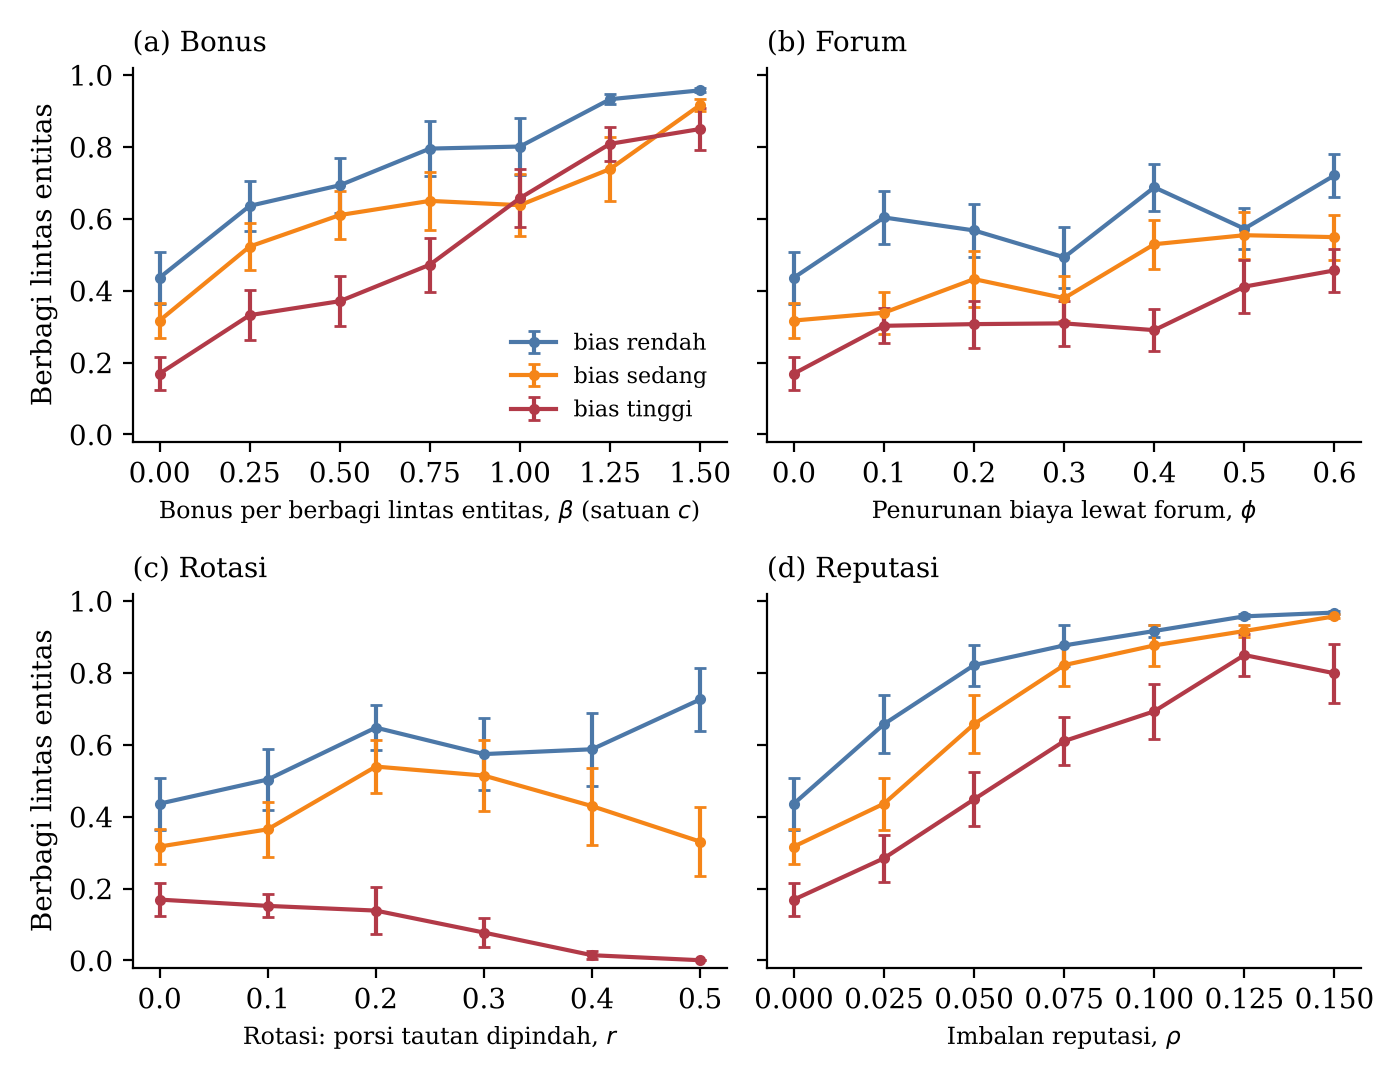 (a) Bonus
Berbagi lintas entitas
1.0
0.8
0.6
0.4
0.2
0.0
bias rendah
bias sedang
bias tinggi
0.00 0.25 0.50 0.75 1.00 1.25 1.50
Bonus per berbagi lintas entitas, β (satuan c)
(b) Forum
0.0 0.1 0.2 0.3 0.4 0.5 0.6
Penurunan biaya lewat forum, ϕ
(c) Rotasi
Berbagi lintas entitas
1.0
0.8
0.6
0.4
0.2
0.0
0.0 0.1 0.2 0.3 0.4 0.5
Rotasi: porsi tautan dipindah, r
(d) Reputasi
0.000 0.025 0.050 0.075 0.100 0.125 0.150
Imbalan reputasi, ρ